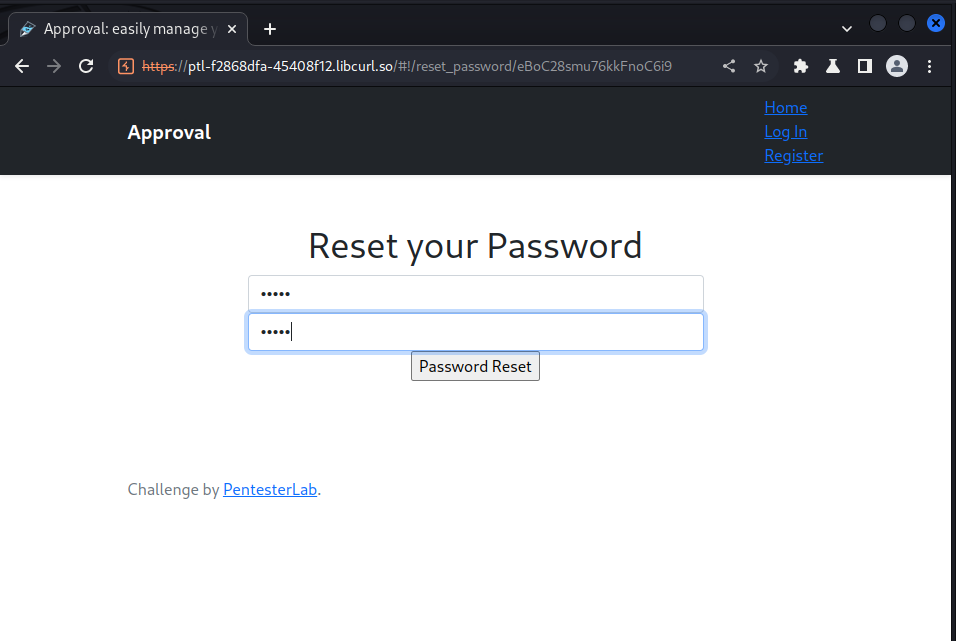 Approval: easily manage y
https://ptl-f2868dfa-45408f12.libcurl.so/#!/reset_password/eBoC28smu76kkFnoC6i9
Approval
Home
Log In
Register
Reset your Password
•••••
•••••
Password Reset
Challenge by PentesterLab.